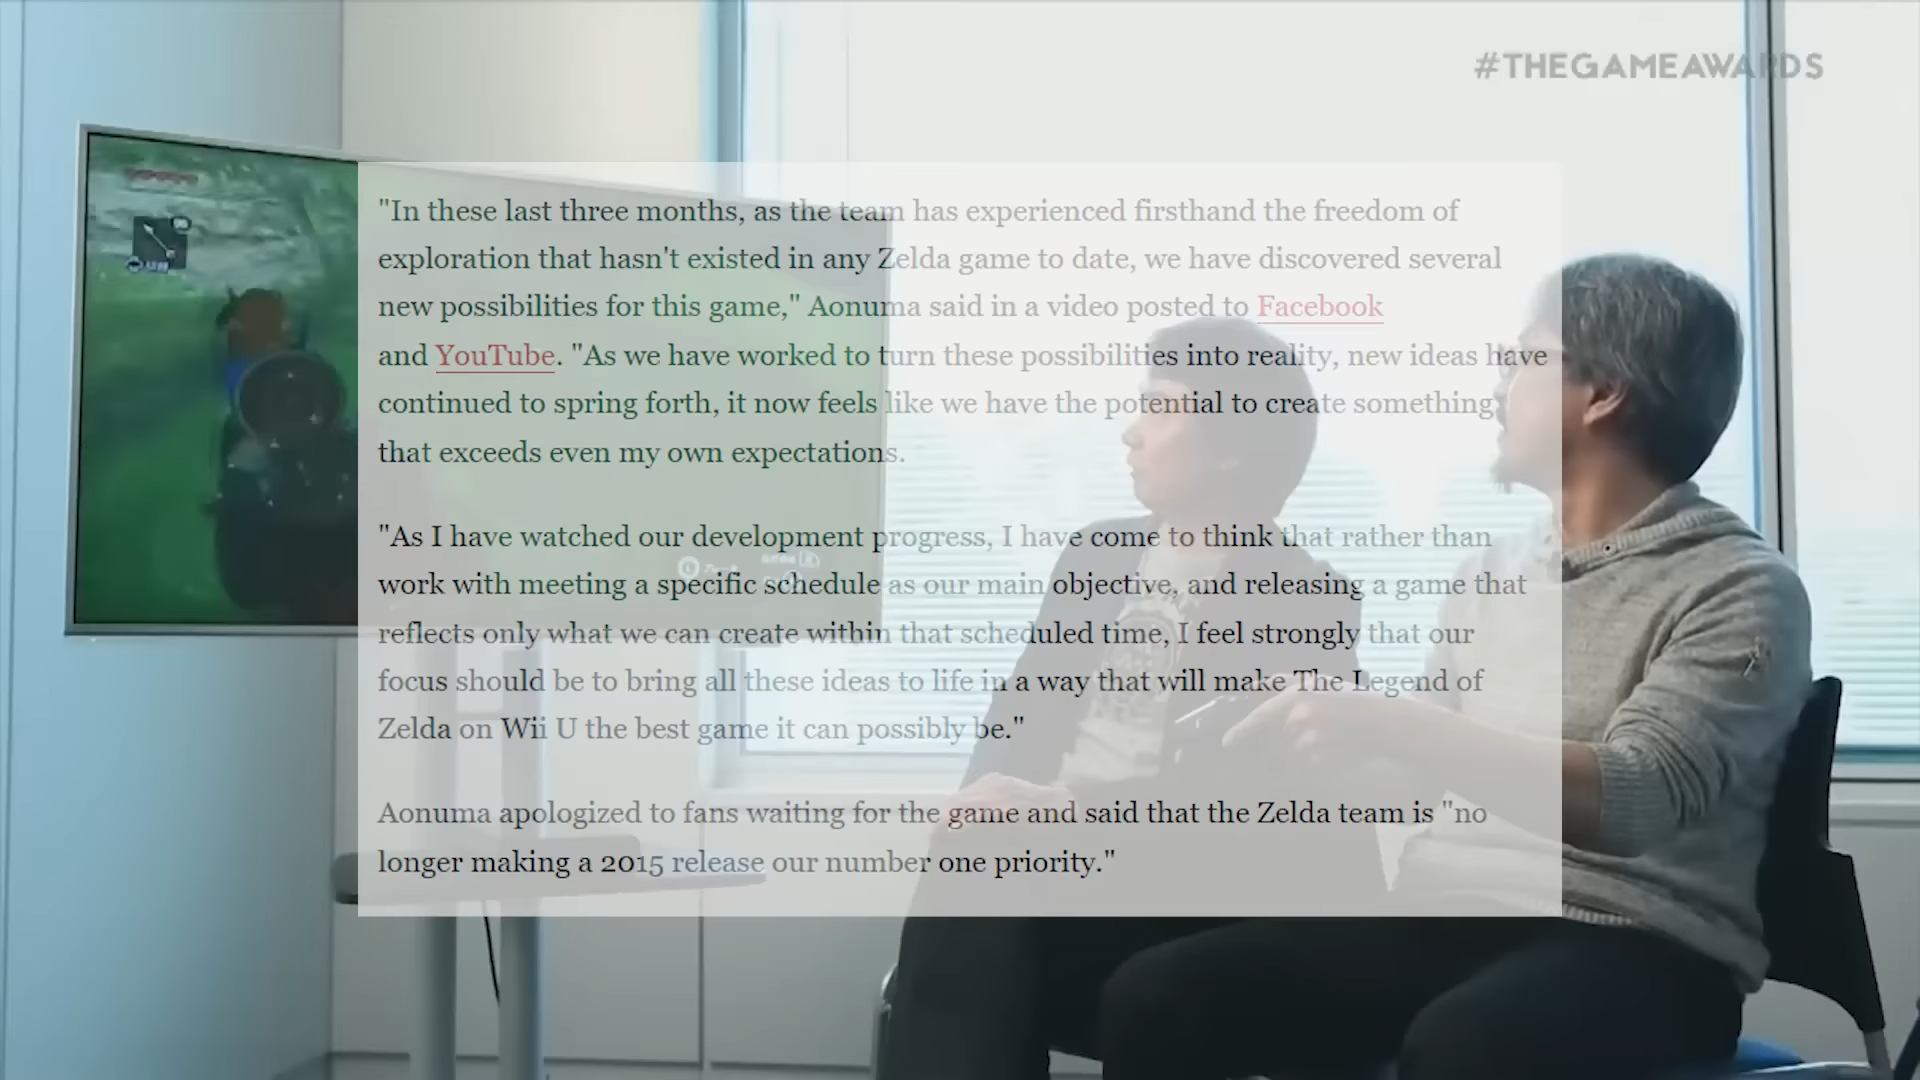 #THEGAMEAWARDS
"In these last three months, as the team has experienced firsthand the freedom of
exploration that hasn't existed in any Zelda game to date, we have discovered several
new possibilities for this game," Aonuma said in a video posted to Facebook
and YouTube. "As we have worked to turn these possibilities into reality, new ideas have
continued to spring forth, it now feels like we have the potential to create something
that exceeds even my own expectations.
"As I have watched our development progress, I have come to think that rather than
work with meeting a specific schedule as our main objective, and releasing a game that
reflects only what we can create within that scheduled time, I feel strongly that our
focus should be to bring all these ideas to life in a way that will make The Legend of
Zelda on Wii U the best game it can possibly be."
Aonuma apologized to fans waiting for the game and said that the Zelda team is "no
longer making a 2015 release our number one priority."